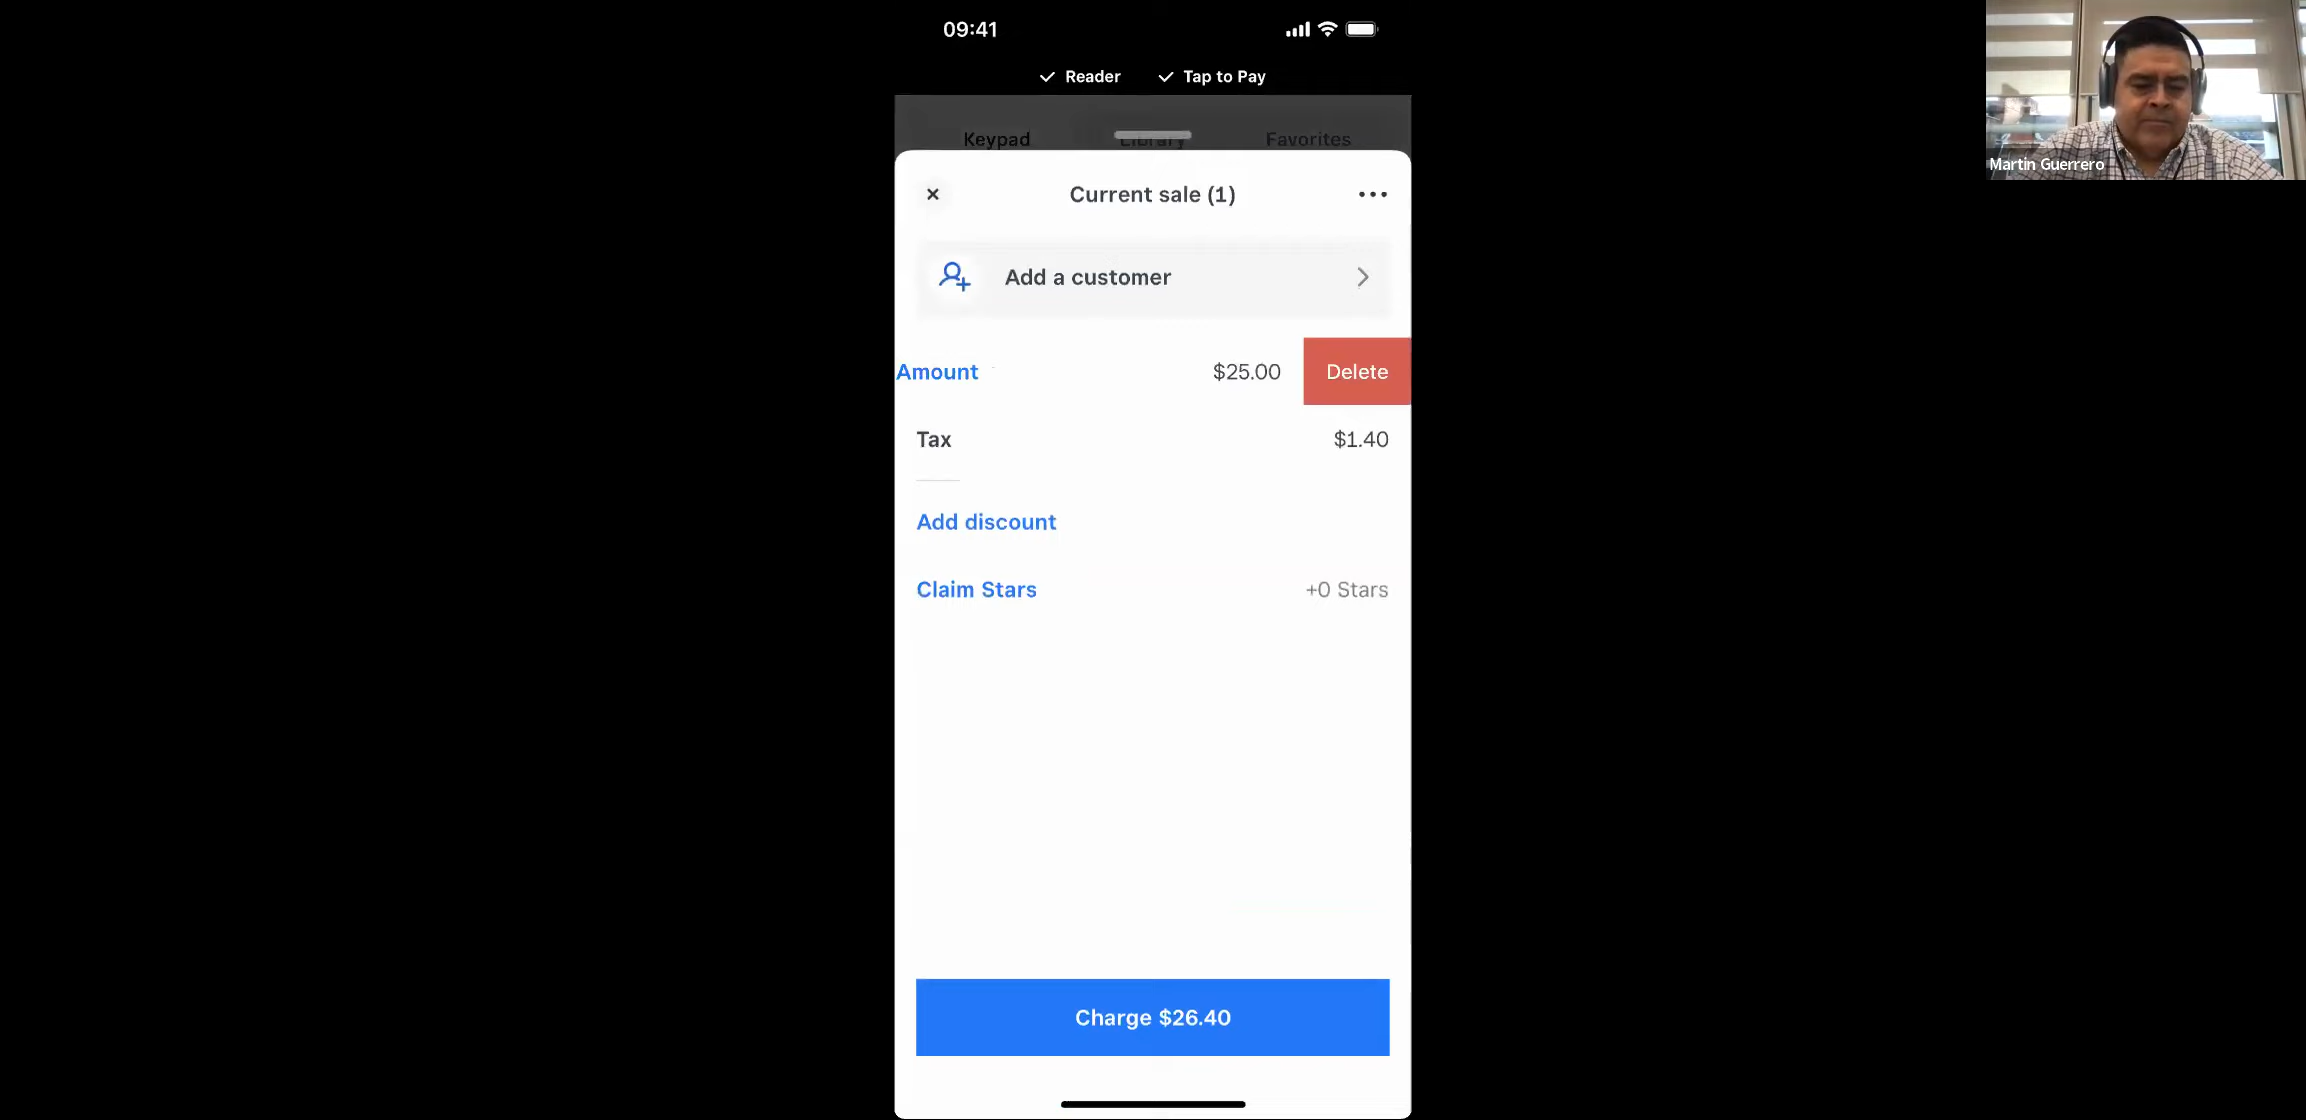 09:41
Reader Tap to Pay
Keypad Library Favorites
Current sale (1)
Add a customer
Amount $25.00 Delete
Tax $1.40
Add discount
Claim Stars +0 Stars
Charge $26.40
Martin Guerrero